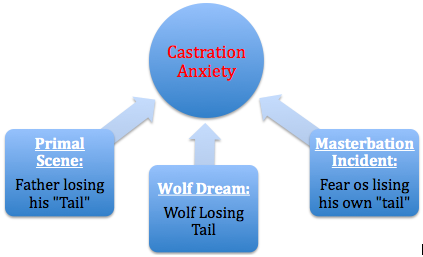 Castration
Anxiety
Primal
Scene:
Father losing
his "Tail"
Wolf Dream:
Wolf Losing
Tail
Masterbation
Incident:
Fear os lising
his own "tail"